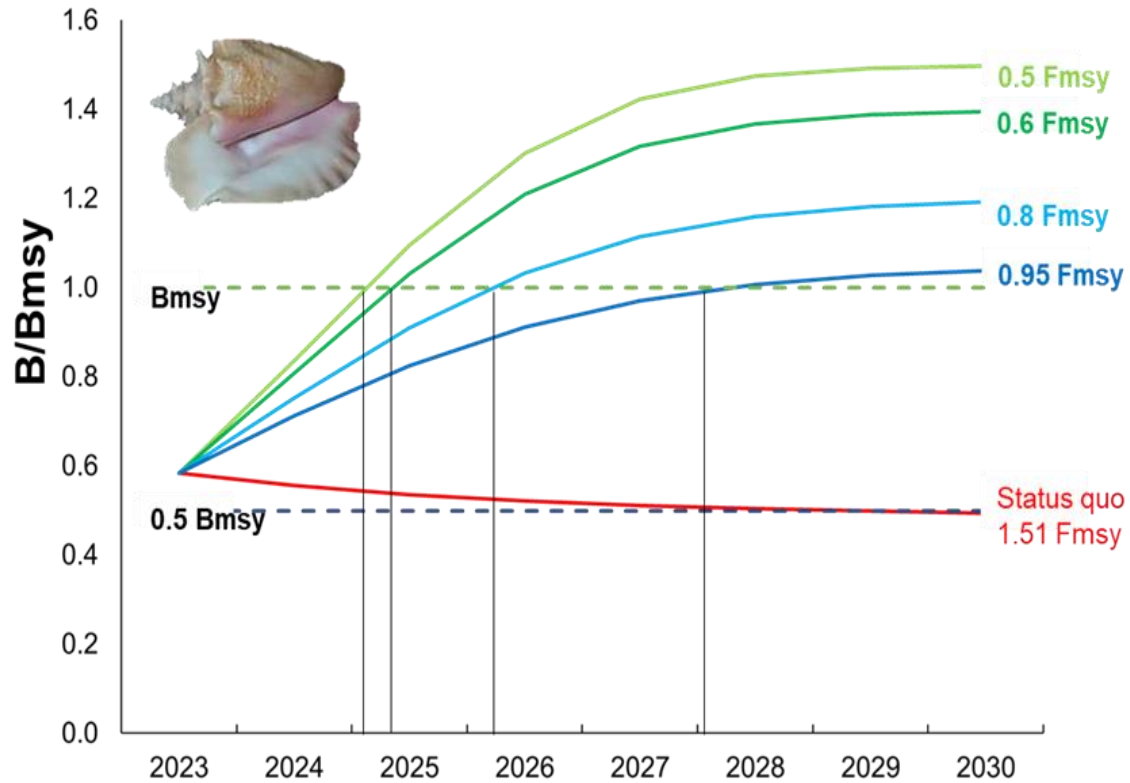 B/Bmsy
1.6
1.4
1.2
1.0
0.8
0.6
0.4
0.2
0.0
Bmsy
0.5 Bmsy
0.5 Fmsy
0.6 Fmsy
0.8 Fmsy
0.95 Fmsy
Status quo
1.51 Fmsy
2023 2024 2025 2026 2027 2028 2029 2030